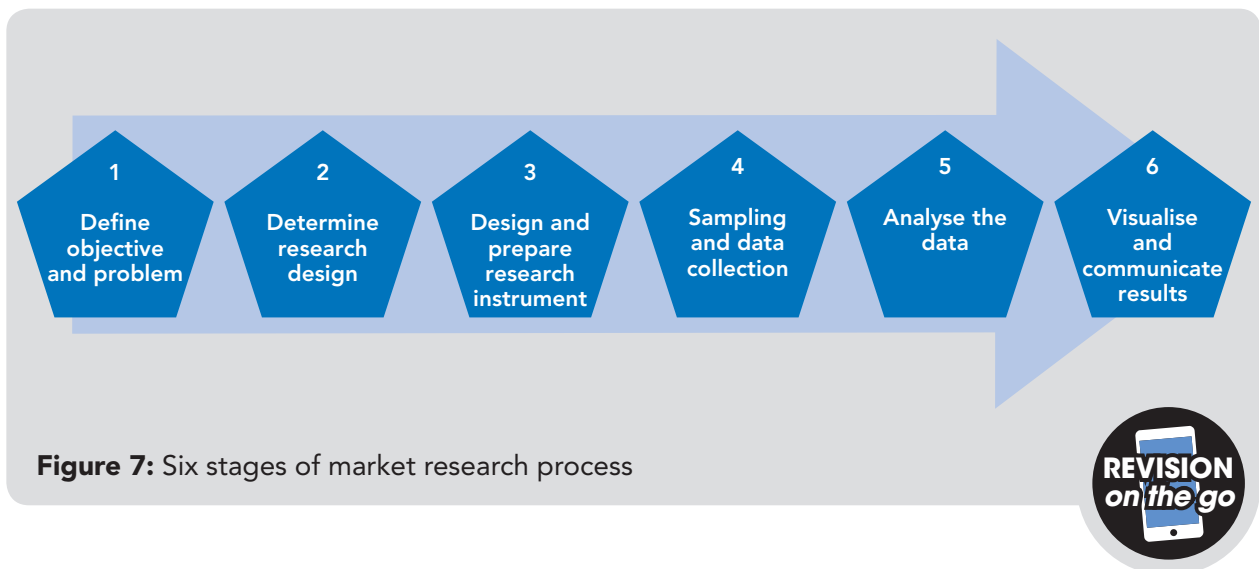 1
Define
objective
and problem
2
Determine
research
design
3
Design and
prepare
research
instrument
4
Sampling
and data
collection
5
Analyse the
data
6
Visualise
and
communicate
results
Figure 7: Six stages of market research process
REVISION
on the go